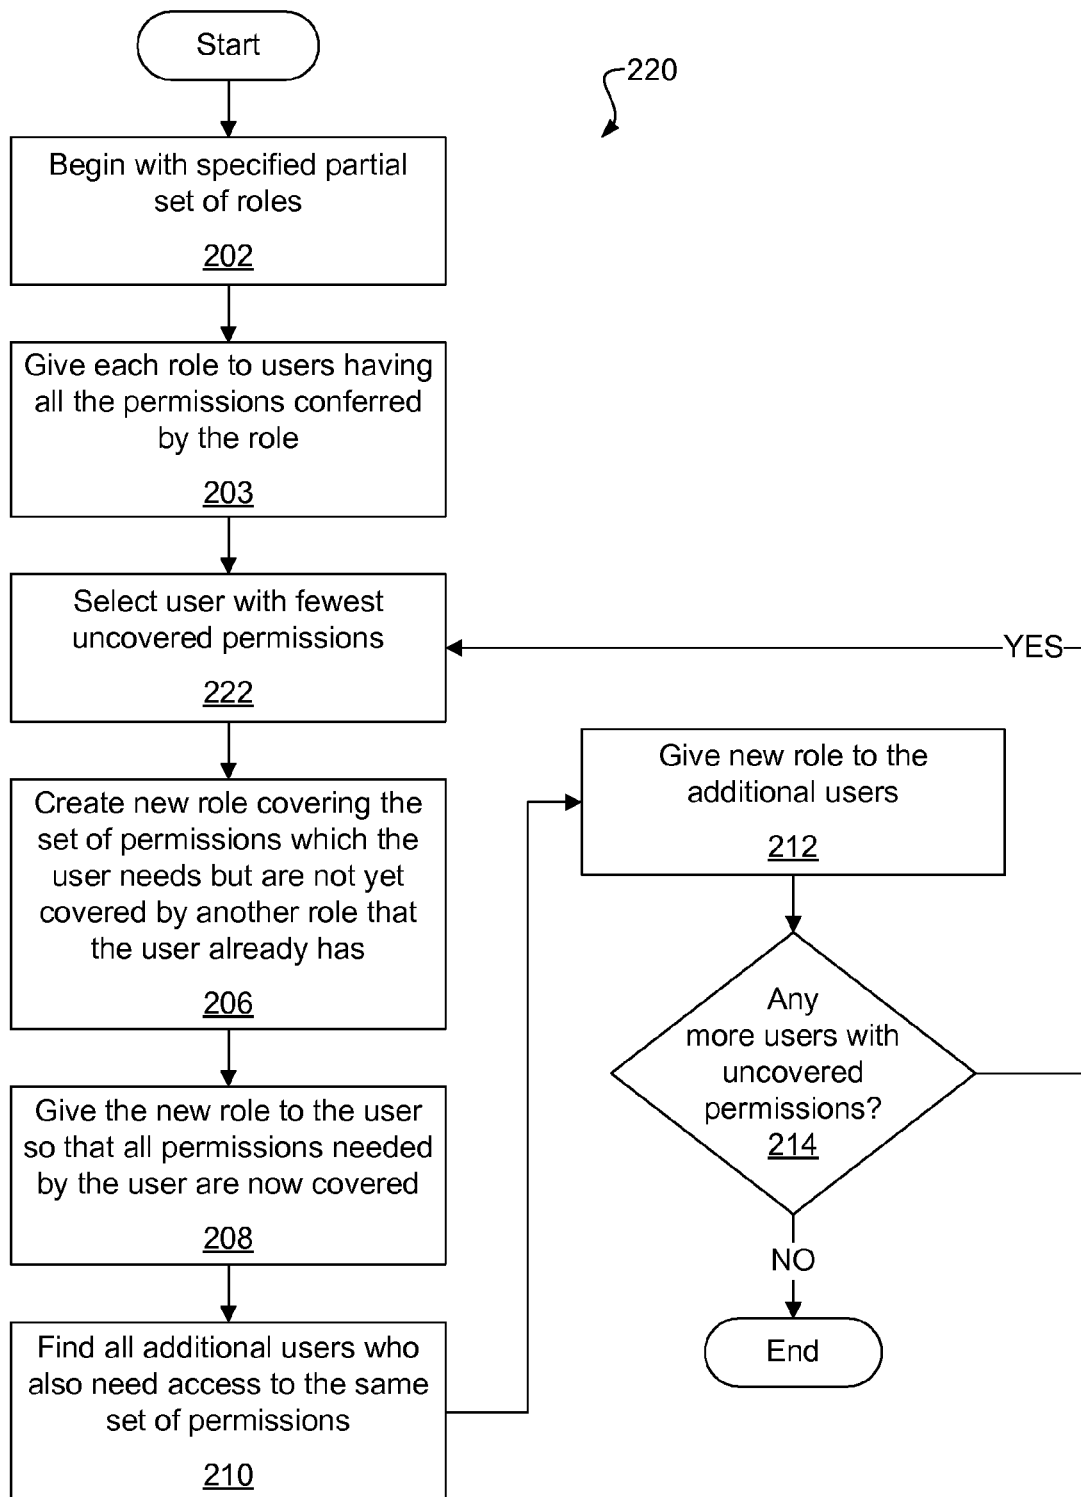 Start
220
Begin with specified partial
set of roles
202
Give each role to users having
all the permissions conferred
by the role
203
Select user with fewest
uncovered permissions
222
YES
Create new role covering the
set of permissions which the
user needs but are not yet
covered by another role that
the user already has
206
Give the new role to the user
so that all permissions needed
by the user are now covered
208
Find all additional users who
also need access to the same
set of permissions
210
Give new role to the
additional users
212
Any
more users with
uncovered
permissions?
214
NO
End